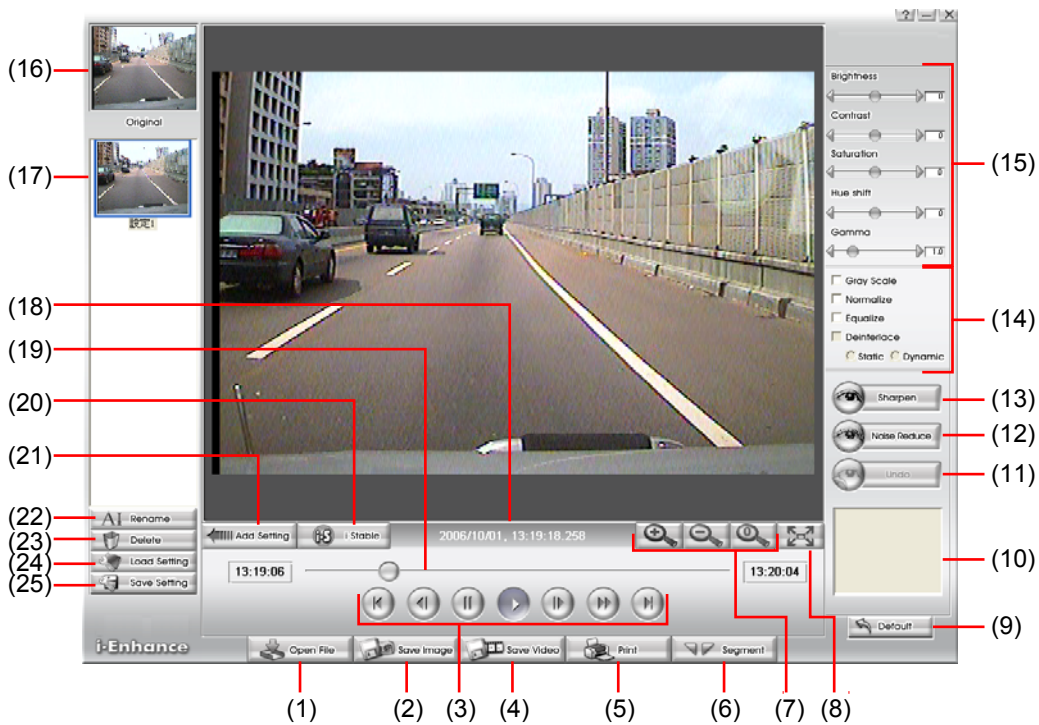 ? — X
(16)
Original
(17)
設定1
Brightness
0
Contrast
0
Saturation
0
Hue shift
0
Gamma
1.0
(15)
Gray Scale
Normalize
Equalize
Deinterlace
Static Dynamic
(14)
Sharpen
(13)
Noise Reduce
(12)
Undo
(11)
(10)
Default
(9)
(18)
(19)
(20)
(21)
(22)
AI Rename
(23)
Delete
(24)
Load Setting
(25)
Save Setting
Add Setting
i-S i Stable
2006/10/01, 13:19:18.258
13:19:06
13:20:04
i-Enhance
Open File
Save Image
Save Video
Print
Segment
(1) (2) (3) (4) (5) (6) (7) (8)